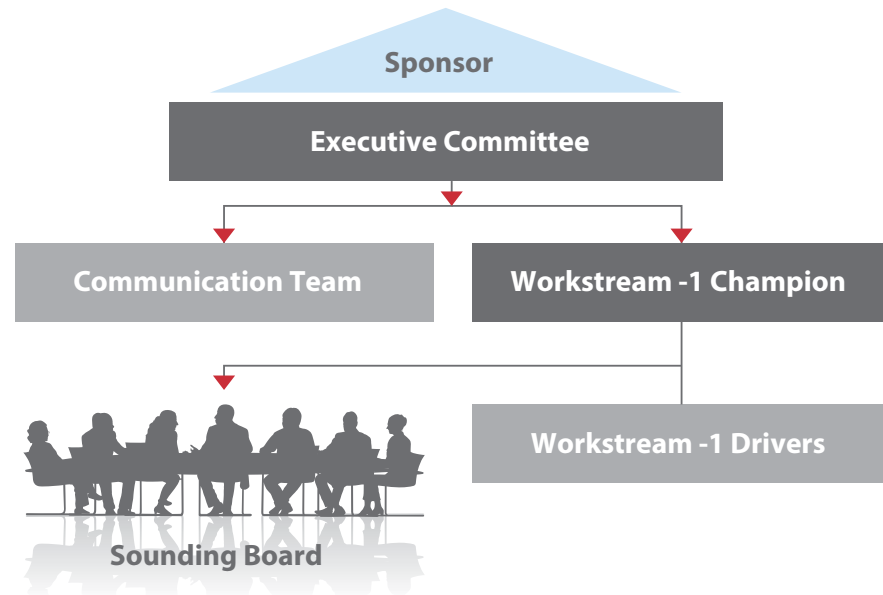 Sponsor
Executive Committee
Communication Team
Workstream -1 Champion
Workstream -1 Drivers
Sounding Board